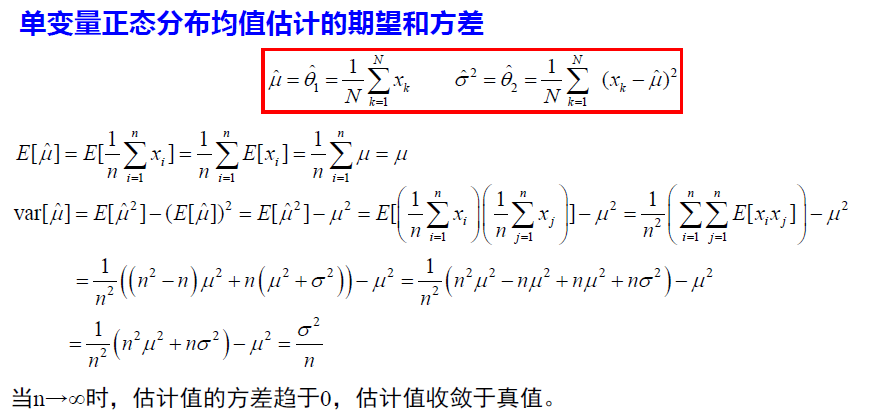 单变量正态分布均值估计的期望和方差
$\hat{\mu} = \hat{\theta}_1 = \frac{1}{N}\sum_{k=1}^{N} x_k \qquad \hat{\sigma}^2 = \hat{\theta}_2 = \frac{1}{N}\sum_{k=1}^{N} (x_k - \hat{\mu})^2$
$E[\hat{\mu}] = E[\frac{1}{n}\sum_{i=1}^{n} x_i] = \frac{1}{n}\sum_{i=1}^{n} E[x_i] = \frac{1}{n}\sum_{i=1}^{n} \mu = \mu$
$\text{var}[\hat{\mu}] = E[\hat{\mu}^2] - (E[\hat{\mu}])^2 = E[\hat{\mu}^2] - \mu^2 = E[\left(\frac{1}{n}\sum_{i=1}^{n} x_i\right)\left(\frac{1}{n}\sum_{j=1}^{n} x_j\right)] - \mu^2 = \frac{1}{n^2}\left(\sum_{i=1}^{n}\sum_{j=1}^{n} E[x_i x_j]\right) - \mu^2$
$= \frac{1}{n^2}\left((n^2 - n)\mu^2 + n(\mu^2 + \sigma^2)\right) - \mu^2 = \frac{1}{n^2}\left(n^2\mu^2 - n\mu^2 + n\mu^2 + n\sigma^2\right) - \mu^2$
$= \frac{1}{n^2}\left(n^2\mu^2 + n\sigma^2\right) - \mu^2 = \frac{\sigma^2}{n}$
当n→∞时，估计值的方差趋于0，估计值收敛于真值。